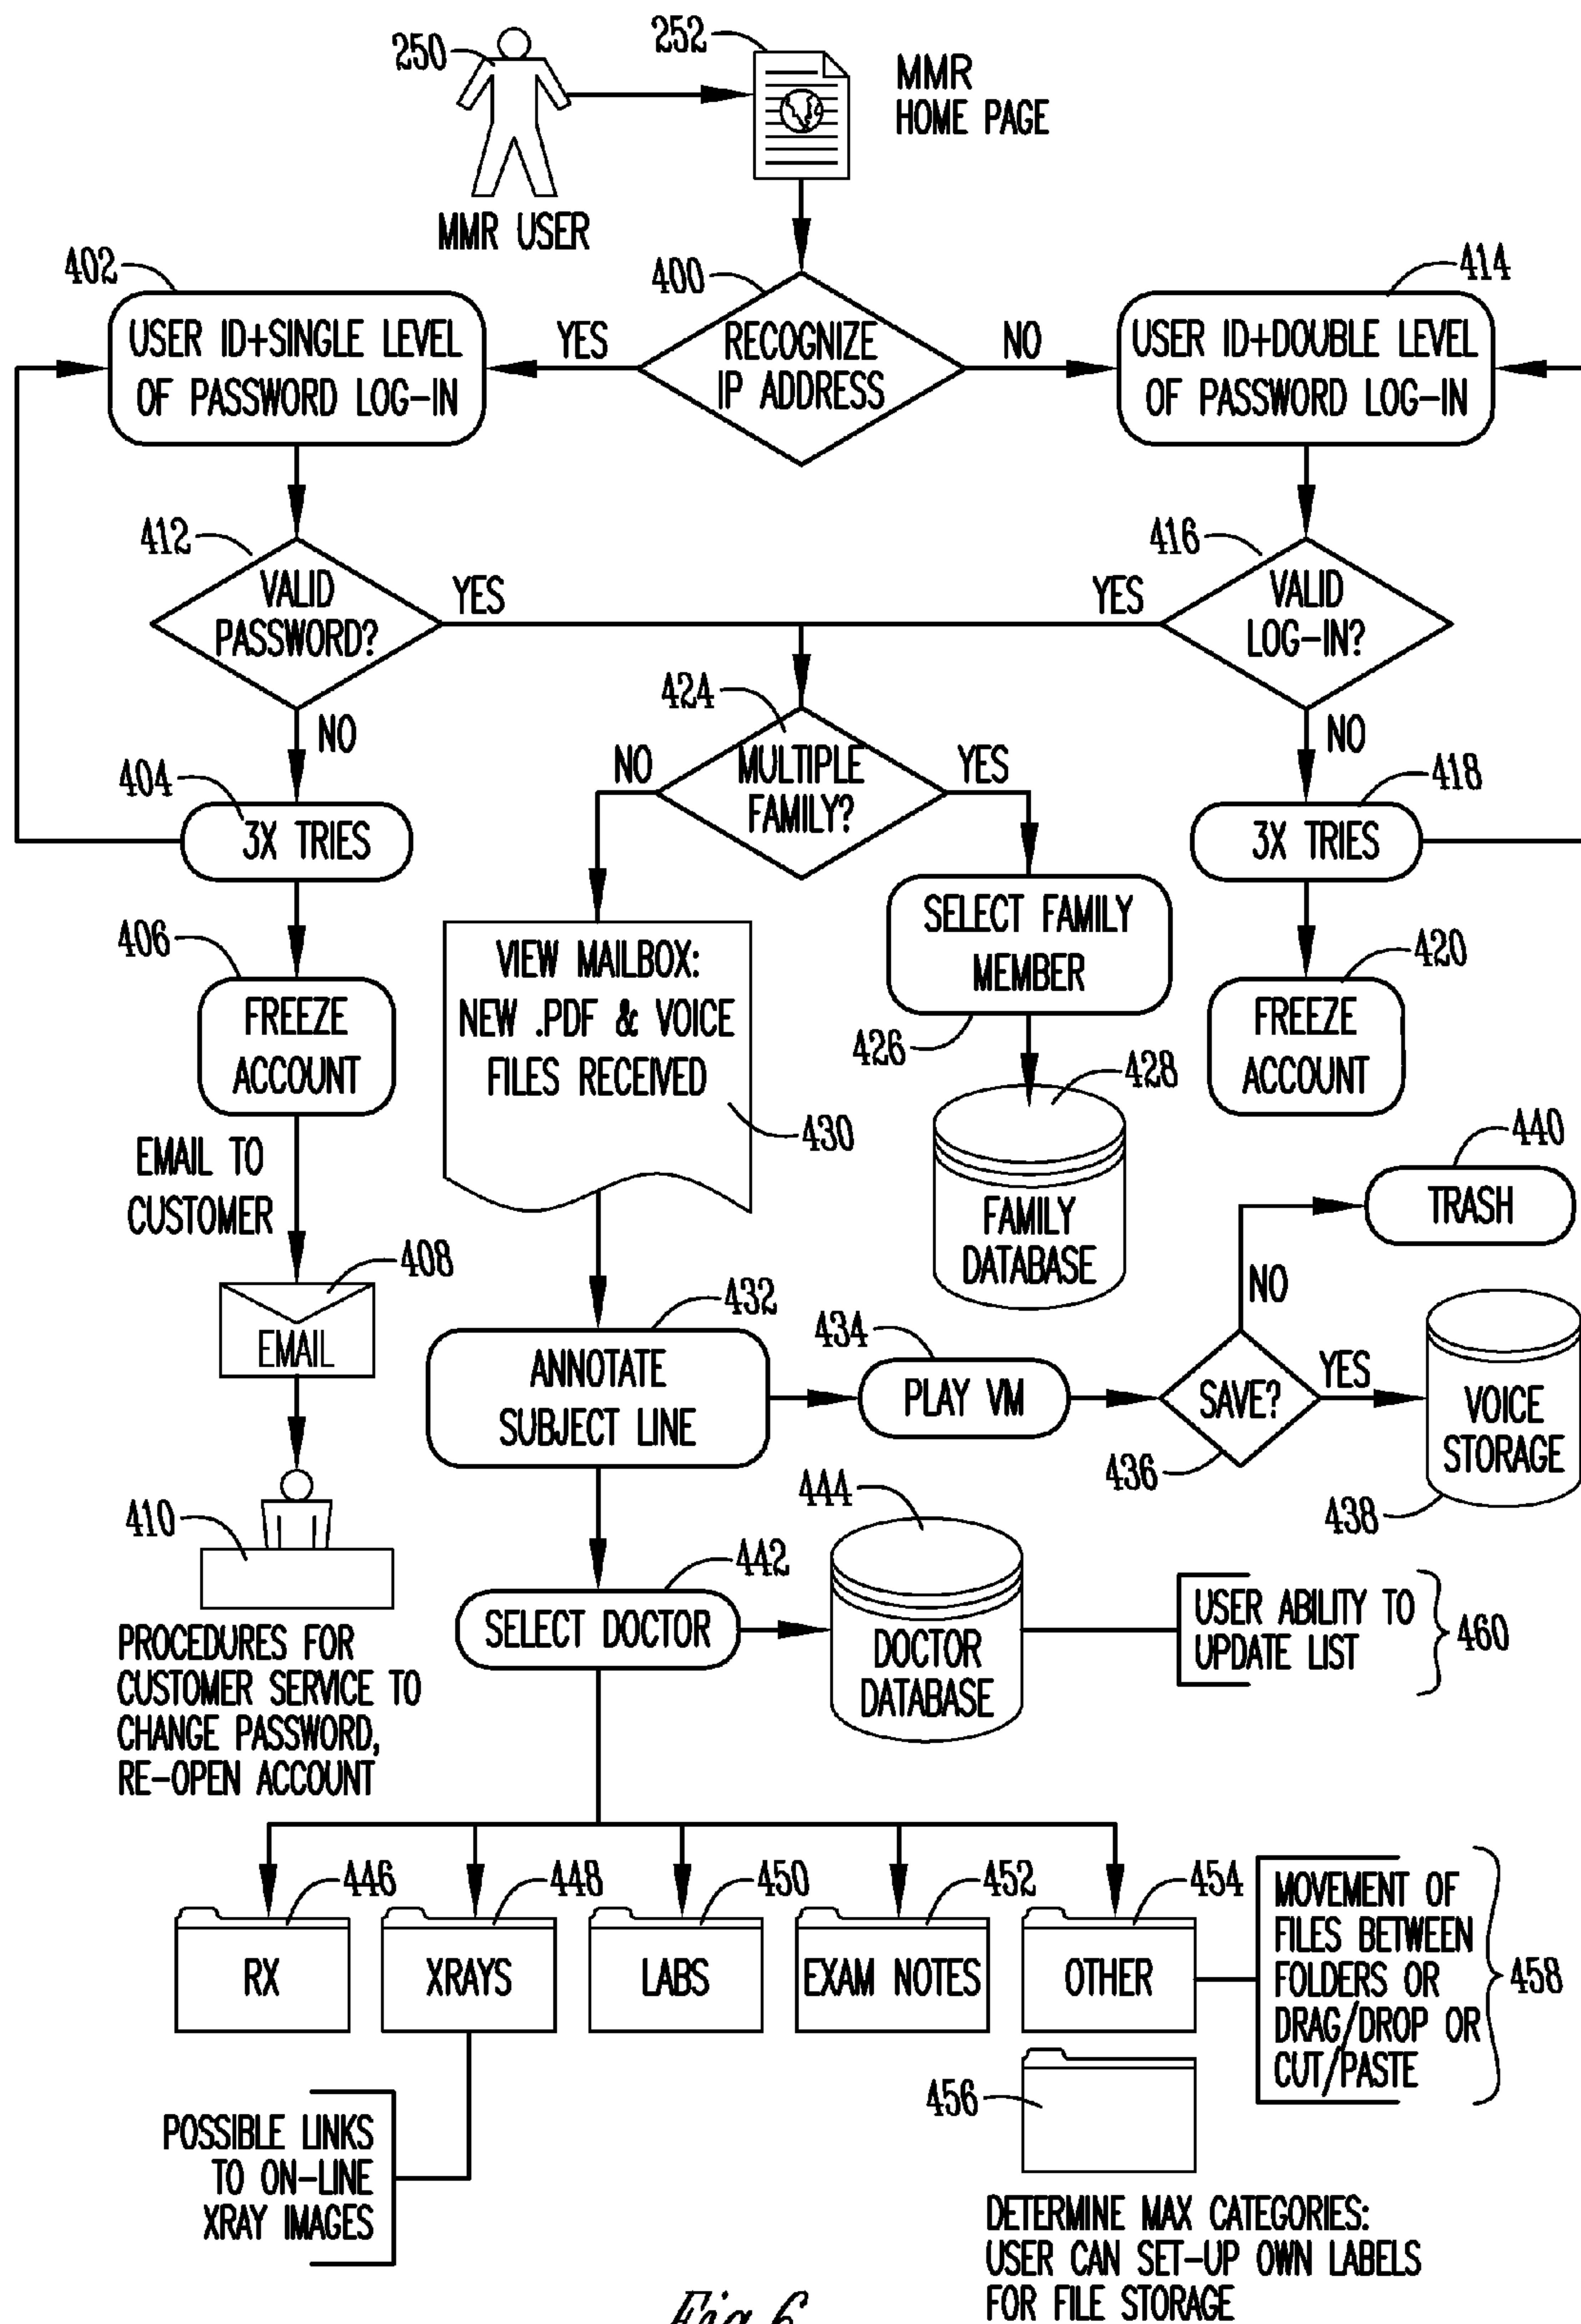 250
252
MMR
HOME PAGE
MMR USER
402
400
414
USER ID+SINGLE LEVEL
OF PASSWORD LOG-IN
YES
RECOGNIZE
IP ADDRESS
NO
USER ID+DOUBLE LEVEL
OF PASSWORD LOG-IN
412
VALID
PASSWORD?
YES
NO
416
VALID
LOG-IN?
YES
NO
424
MULTIPLE
FAMILY?
NO
YES
404
3X TRIES
418
3X TRIES
406
FREEZE
ACCOUNT
VIEW MAILBOX:
NEW .PDF & VOICE
FILES RECEIVED
430
SELECT FAMILY
MEMBER
426
428
FAMILY
DATABASE
420
FREEZE
ACCOUNT
EMAIL TO
CUSTOMER
408
EMAIL
440
TRASH
432
ANNOTATE
SUBJECT LINE
434
PLAY VM
NO
SAVE?
436
YES
VOICE
STORAGE
438
410
PROCEDURES FOR
CUSTOMER SERVICE TO
CHANGE PASSWORD,
RE-OPEN ACCOUNT
442
SELECT DOCTOR
444
DOCTOR
DATABASE
USER ABILITY TO
UPDATE LIST
460
446
RX
448
XRAYS
450
LABS
452
EXAM NOTES
454
OTHER
MOVEMENT OF
FILES BETWEEN
FOLDERS OR
DRAG/DROP OR
CUT/PASTE
458
456
POSSIBLE LINKS
TO ON-LINE
XRAY IMAGES
DETERMINE MAX CATEGORIES:
USER CAN SET-UP OWN LABELS
FOR FILE STORAGE
Fig.6